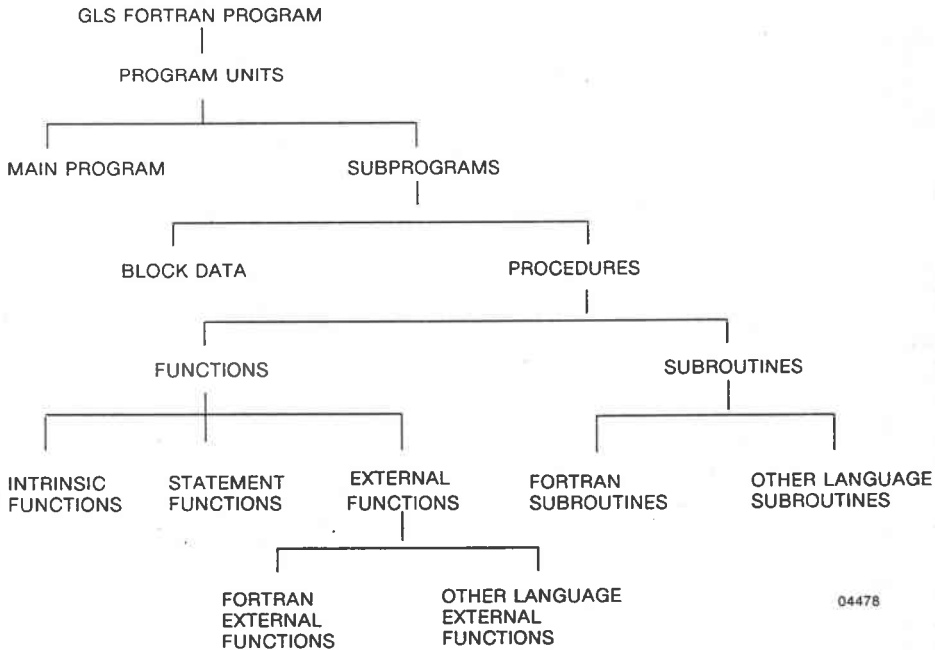 GLS FORTRAN PROGRAM
PROGRAM UNITS
MAIN PROGRAM
SUBPROGRAMS
BLOCK DATA
PROCEDURES
FUNCTIONS
SUBROUTINES
INTRINSIC
FUNCTIONS
STATEMENT
FUNCTIONS
EXTERNAL
FUNCTIONS
FORTRAN
SUBROUTINES
OTHER LANGUAGE
SUBROUTINES
FORTRAN
EXTERNAL
FUNCTIONS
OTHER LANGUAGE
EXTERNAL
FUNCTIONS
04478